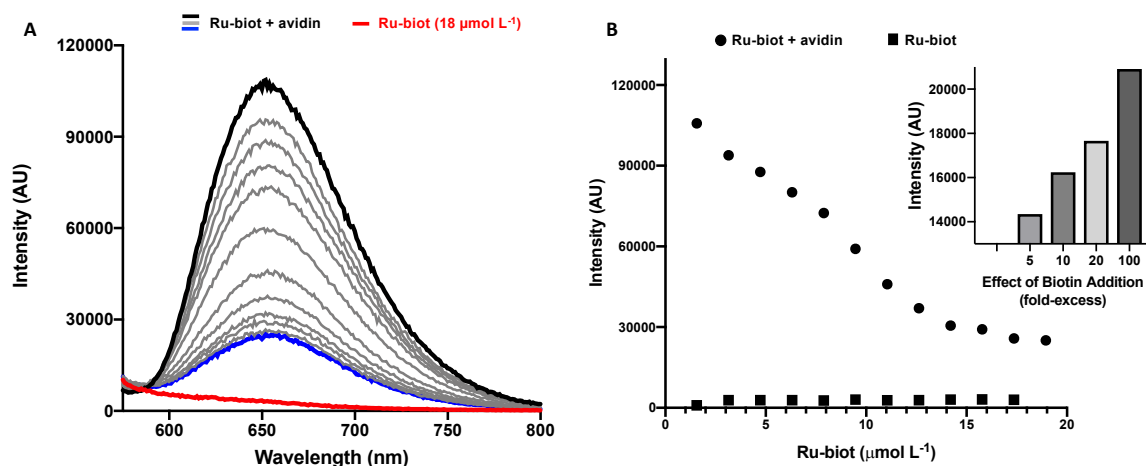 A
Ru-biot + avidin
Ru-biot (18 µmol L⁻¹)
120000
90000
60000
30000
0
600
650
700
750
800
Intensity (AU)
Wavelength (nm)
B
Ru-biot + avidin
Ru-biot
120000
90000
60000
30000
0
0
5
10
15
20
Intensity (AU)
Ru-biot (μmol L⁻¹)
20000
18000
16000
14000
Intensity (AU)
5
10
20
100
Effect of Biotin Addition
(fold-excess)